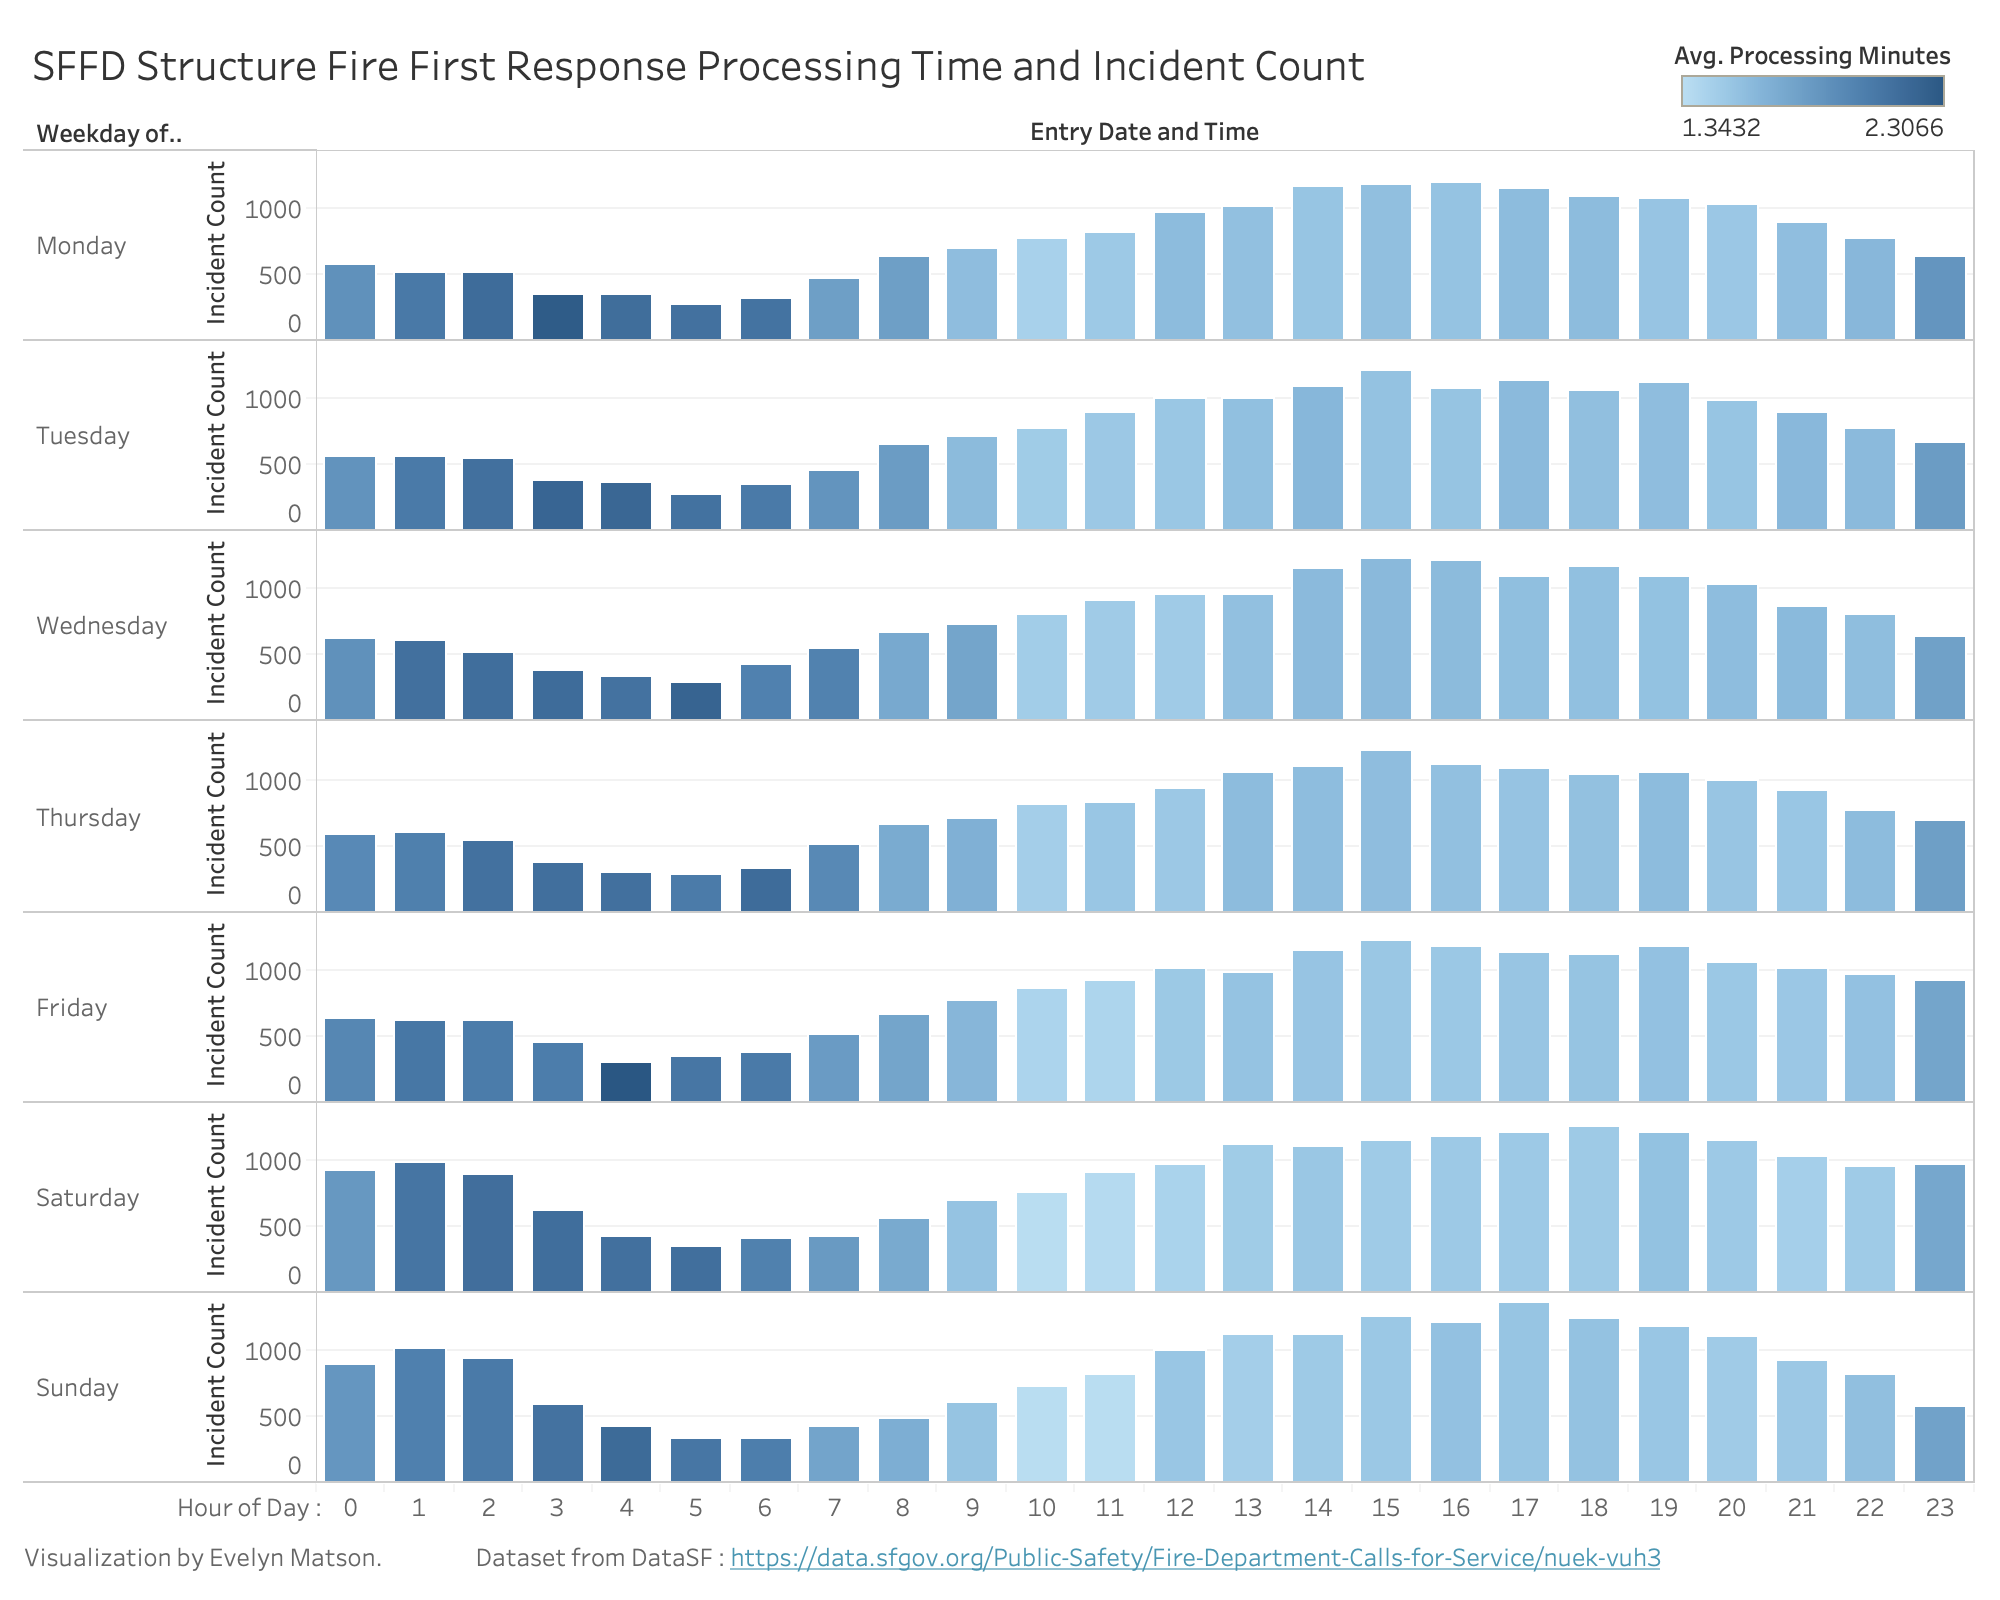 SFFD Structure Fire First Response Processing Time and Incident Count
Avg. Processing Minutes
1.3432 2.3066
Weekday of..
Entry Date and Time
Monday
Incident Count
1000
500
0
Tuesday
Incident Count
1000
500
0
Wednesday
Incident Count
1000
500
0
Thursday
Incident Count
1000
500
0
Friday
Incident Count
1000
500
0
Saturday
Incident Count
1000
500
0
Sunday
Incident Count
1000
500
0
Hour of Day : 0 1 2 3 4 5 6 7 8 9 10 11 12 13 14 15 16 17 18 19 20 21 22 23
Visualization by Evelyn Matson. Dataset from DataSF : https://data.sfgov.org/Public-Safety/Fire-Department-Calls-for-Service/nuek-vuh3